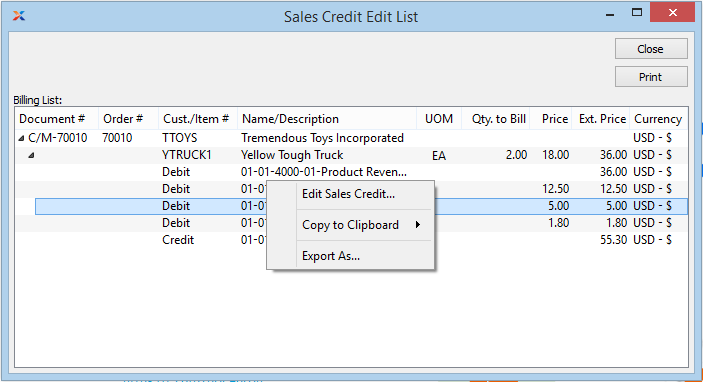 Sales Credit Edit List
Close
Print
Billing List:
Document # Order # Cust./Item # Name/Description UOM Qty. to Bill Price Ext. Price Currency
C/M-70010 70010 TTOYS Tremendous Toys Incorporated USD - $
YTRUCK1 Yellow Tough Truck EA 2.00 18.00 36.00 USD - $
Debit 01-01-4000-01-Product Reven... 36.00 USD - $
Debit 01-01 12.50 12.50 USD - $
Debit 01-01 5.00 5.00 USD - $
Debit 01-01 1.80 1.80 USD - $
Credit 01-01 55.30 USD - $
Edit Sales Credit...
Copy to Clipboard
Export As...